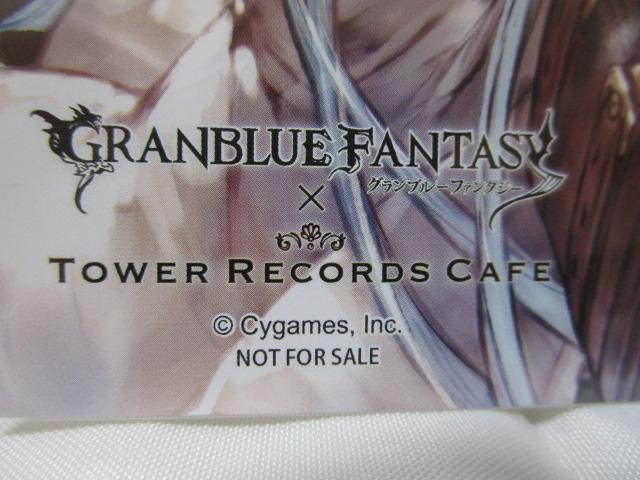 GRANBLUE FANTASY
グランブルーファンタジー
×
TOWER RECORDS CAFE
© Cygames, Inc.
NOT FOR SALE